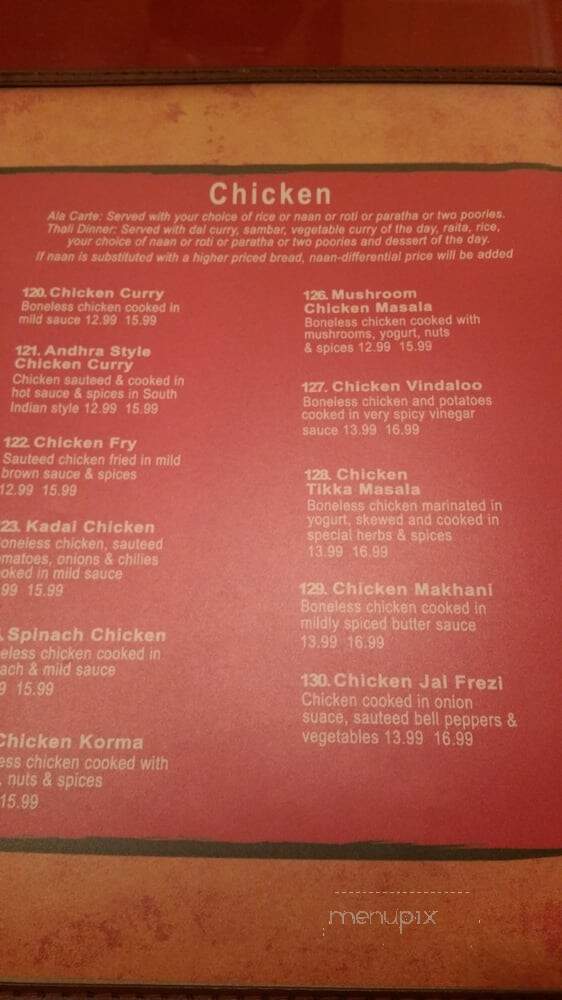 Chicken
Ala Carte: Served with your choice of rice or naan or roti or paratha or two poories.
Thali Dinner: Served with dal curry, sambar, vegetable curry of the day, raita, rice,
your choice of naan or roti or paratha or two poories and dessert of the day.
If naan is substituted with a higher priced bread, naan-differential price will be added
120. Chicken Curry
Boneless chicken cooked in
mild sauce 12.99 15.99
121. Andhra Style
Chicken Curry
Chicken sauteed & cooked in
hot sauce & spices in South
Indian style 12.99 15.99
122. Chicken Fry
Sauteed chicken fried in mild
brown sauce & spices
12.99 15.99
23. Kadai Chicken
oneless chicken, sauteed
matoes, onions & chilies
oked in mild sauce
99 15.99
. Spinach Chicken
eless chicken cooked in
ach & mild sauce
9 15.99
Chicken Korma
ess chicken cooked with
, nuts & spices
15.99
126. Mushroom
Chicken Masala
Boneless chicken cooked with
mushrooms, yogurt, nuts
& spices 12.99 15.99
127. Chicken Vindaloo
Boneless chicken and potatoes
cooked in very spicy vinegar
sauce 13.99 16.99
128. Chicken
Tikka Masala
Boneless chicken marinated in
yogurt, skewed and cooked in
special herbs & spices
13.99 16.99
129. Chicken Makhani
Boneless chicken cooked in
mildly spiced butter sauce
13.99 16.99
130. Chicken Jal Frezi
Chicken cooked in onion
suace, sauteed bell peppers &
vegetables 13.99 16.99
menupix